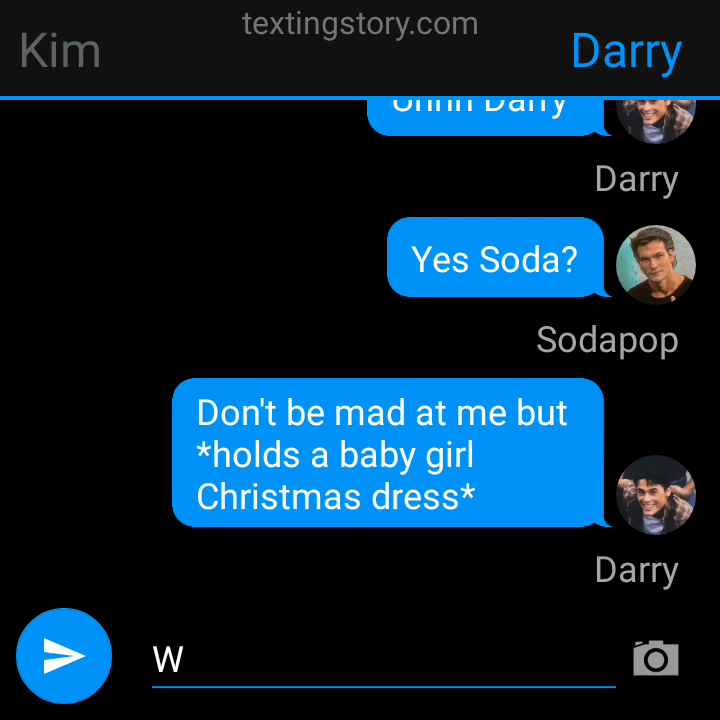 textingstory.com
Kim
Darry
Darry
Darry
Yes Soda?
Sodapop
Don't be mad at me but
*holds a baby girl
Christmas dress*
Darry
W